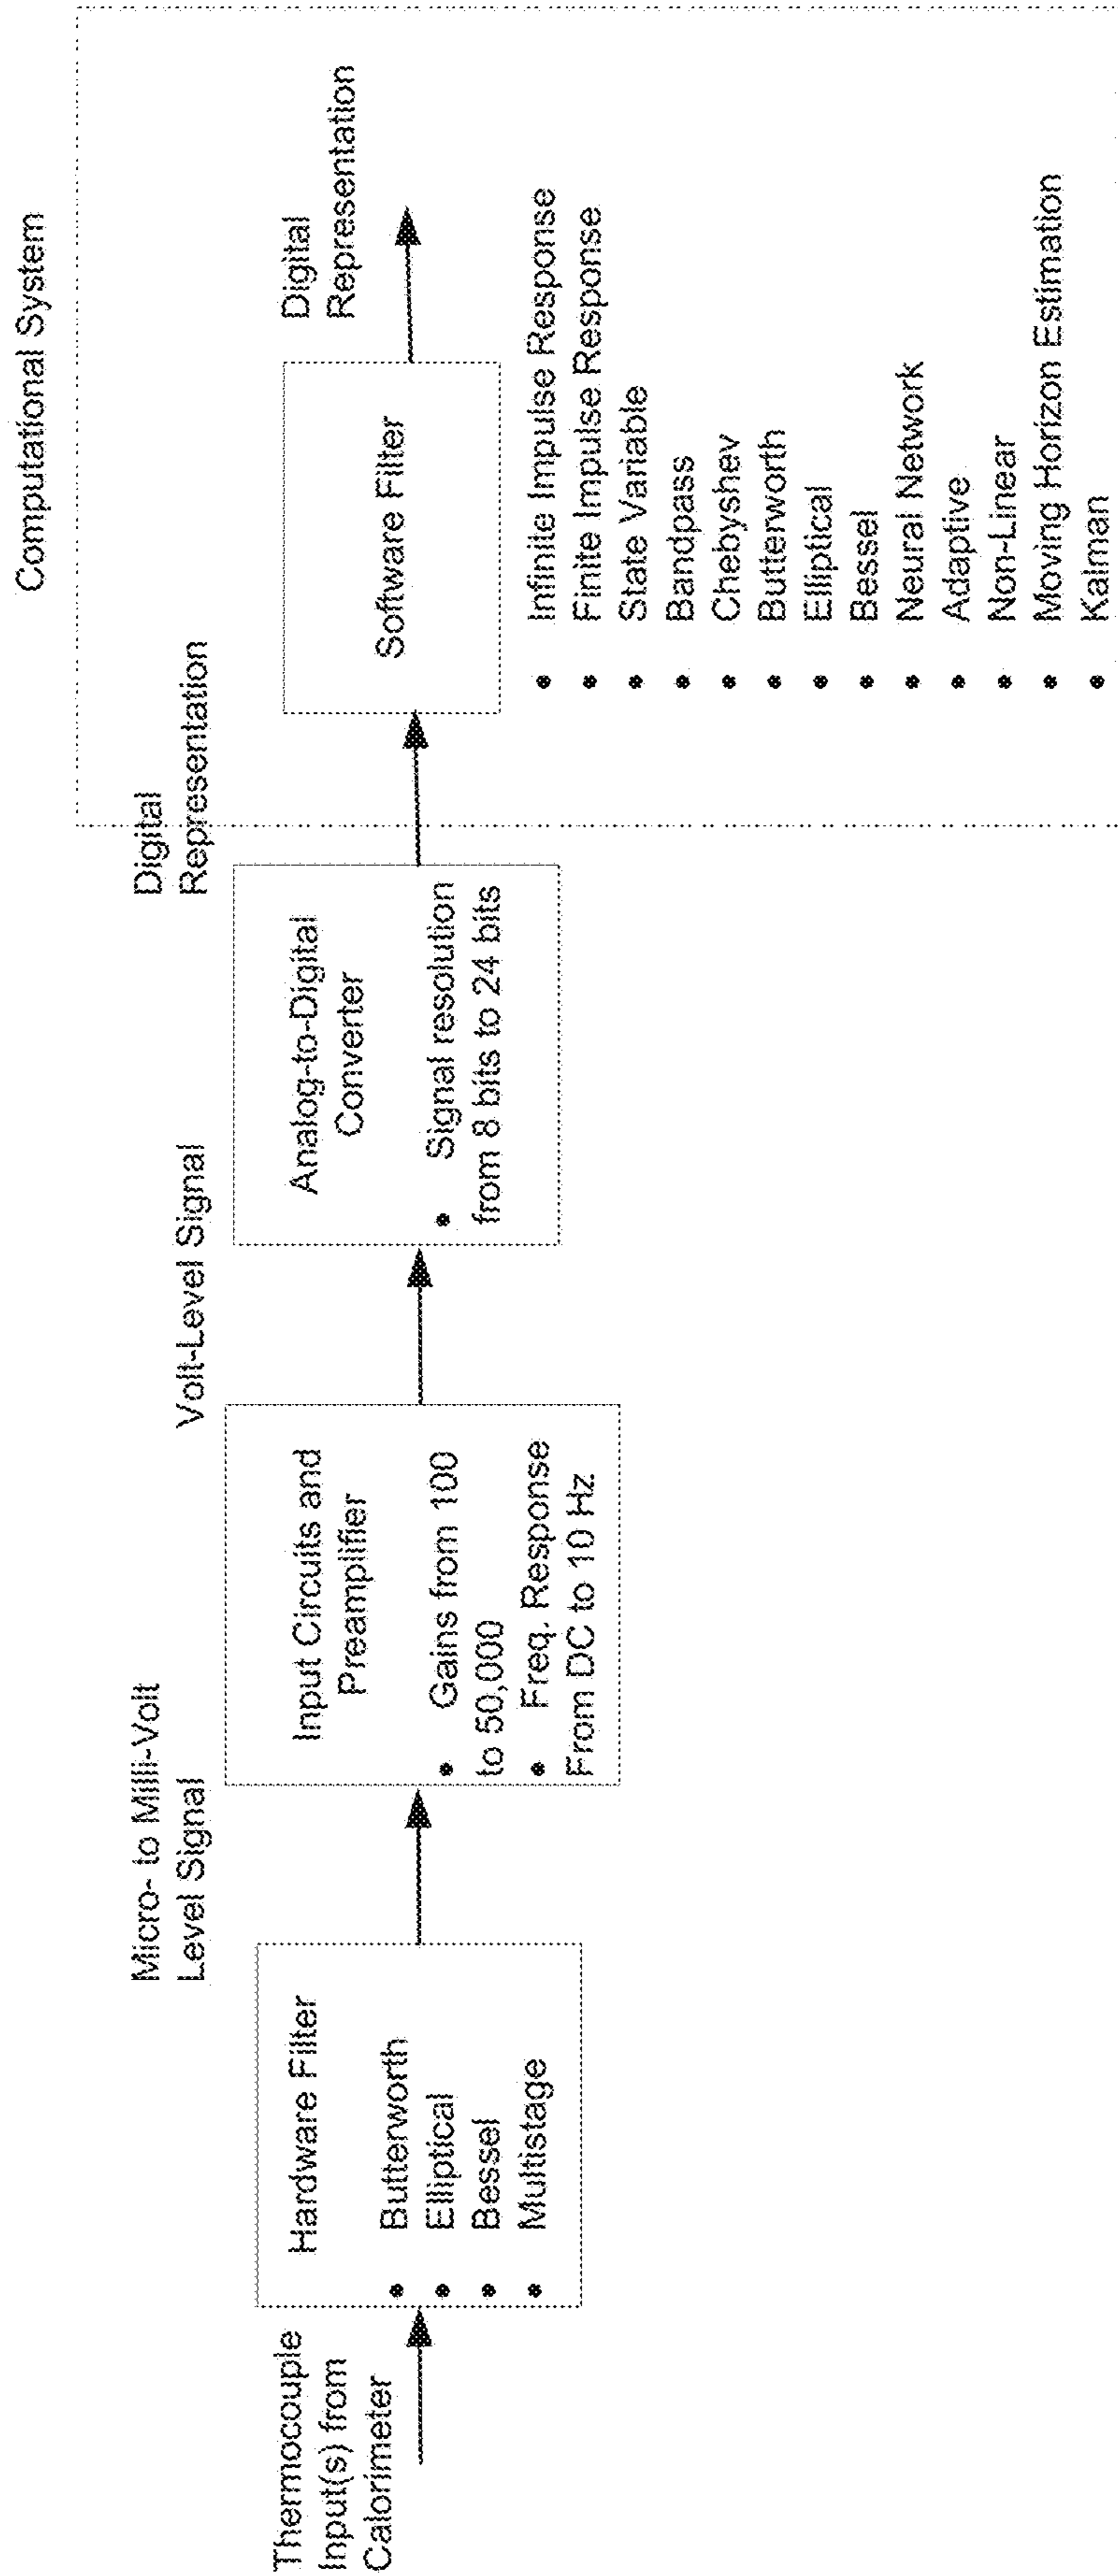 Computational System
Thermocouple
Input(s) from
Calorimeter
Hardware Filter
• Butterworth
• Elliptical
• Bessel
• Multistage
Micro- to Milli-Volt
Level Signal
Input Circuits and
Preamplifier
• Gains from 100
to 50,000
• Freq. Response
From DC to 10 Hz
Volt-Level Signal
Analog-to-Digital
Converter
• Signal resolution
from 8 bits to 24 bits
Digital
Representation
Software Filter
Digital
Representation
• Infinite Impulse Response
• Finite Impulse Response
• State Variable
• Bandpass
• Chebyshev
• Butterworth
• Elliptical
• Bessel
• Neural Network
• Adaptive
• Non-Linear
• Moving Horizon Estimation
• Kalman